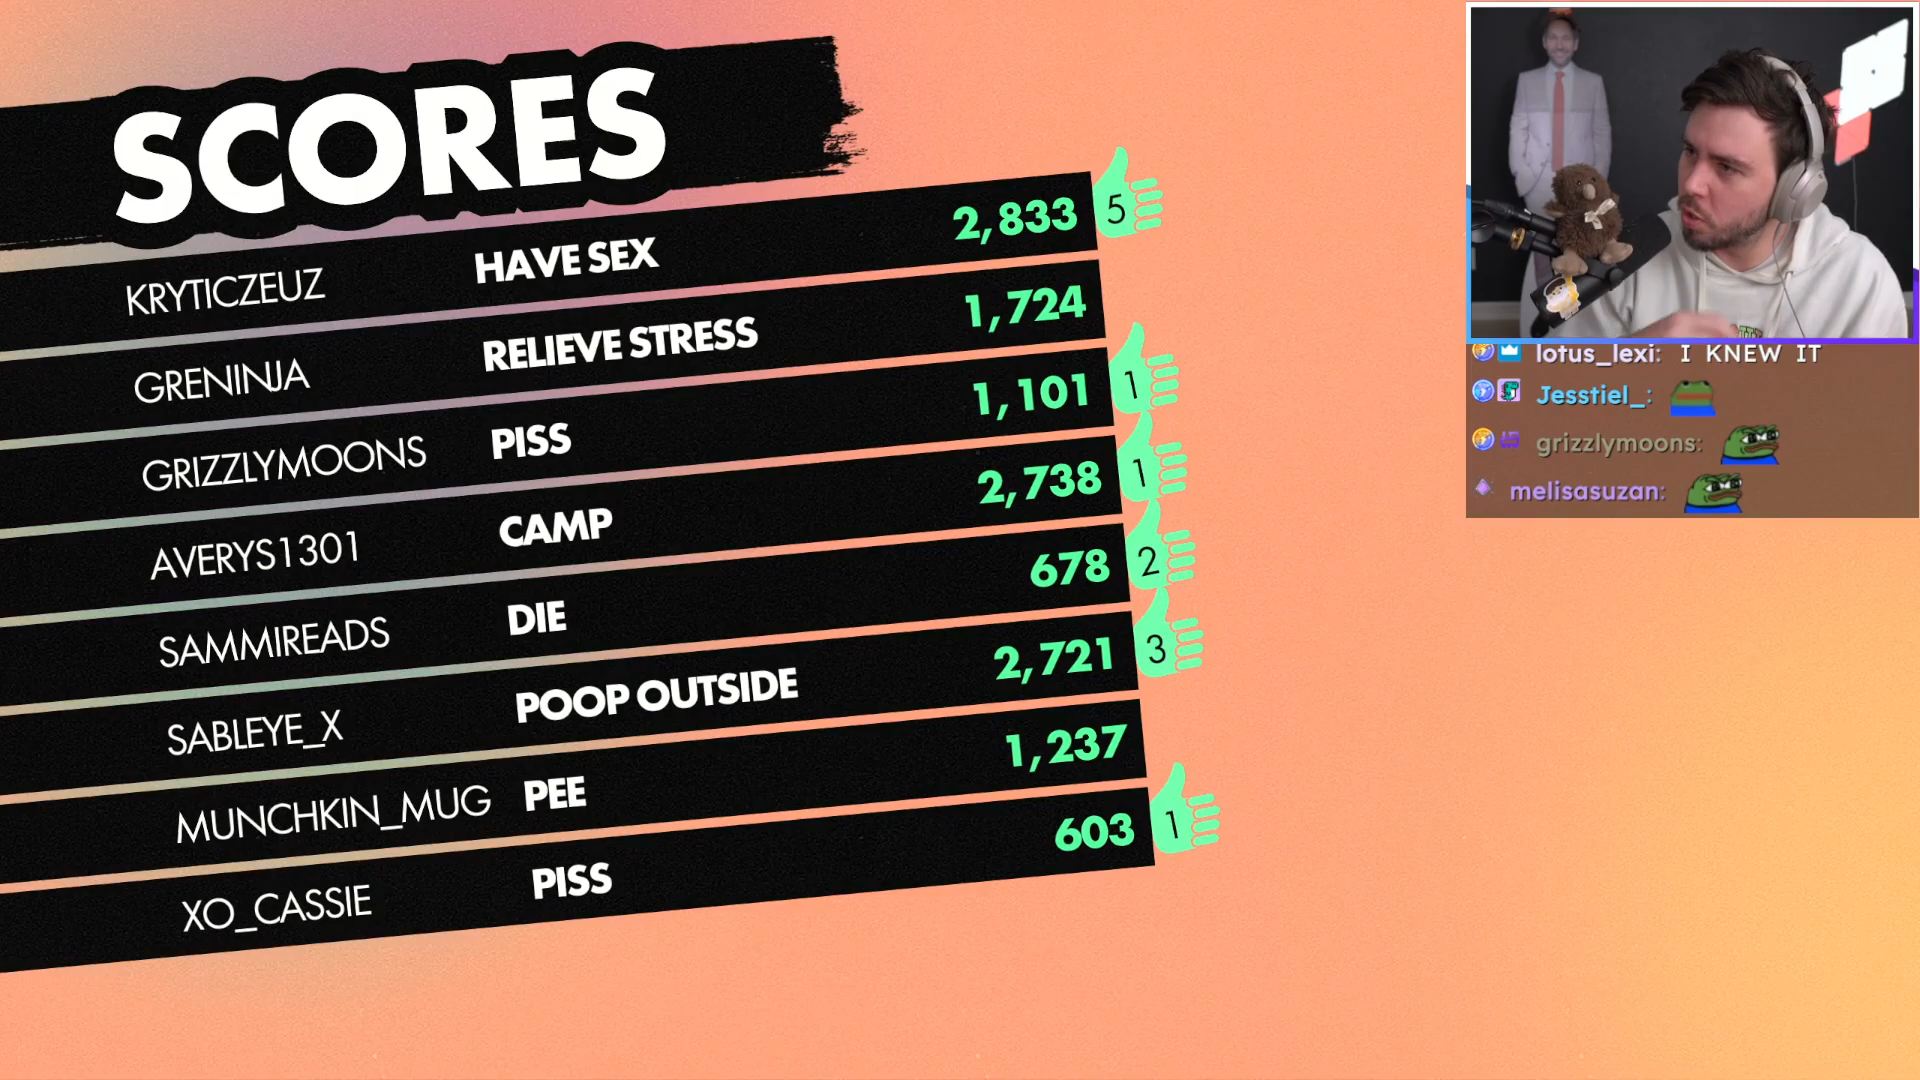 SCORES
KRYTICZEUZ HAVE SEX 2,833 5
GRENINJA RELIEVE STRESS 1,724
GRIZZLYMOONS PISS 1,101 1
AVERYS1301 CAMP 2,738 1
SAMMIREADS DIE 678 2
SABLEYE_X POOP OUTSIDE 2,721 3
MUNCHKIN_MUG PEE 1,237
XO_CASSIE PISS 603 1
lotus_lexi: I KNEW IT
Jesstiel_:
grizzlymoons:
melisasuzan: